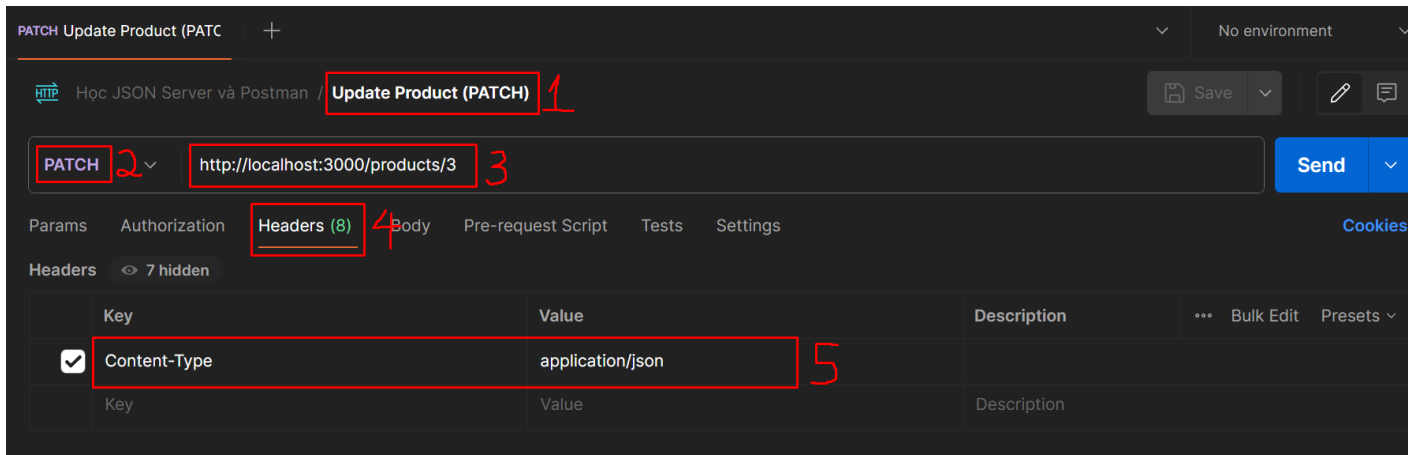 PATCH Update Product (PATC
No environment
HTTP Học JSON Server và Postman / Update Product (PATCH) 1
Save
PATCH 2 http://localhost:3000/products/3 3
Send
Params Authorization Headers (8) 4 Body Pre-request Script Tests Settings Cookies
Headers 7 hidden
Key Value Description ••• Bulk Edit Presets
Content-Type application/json 5
Key Value Description